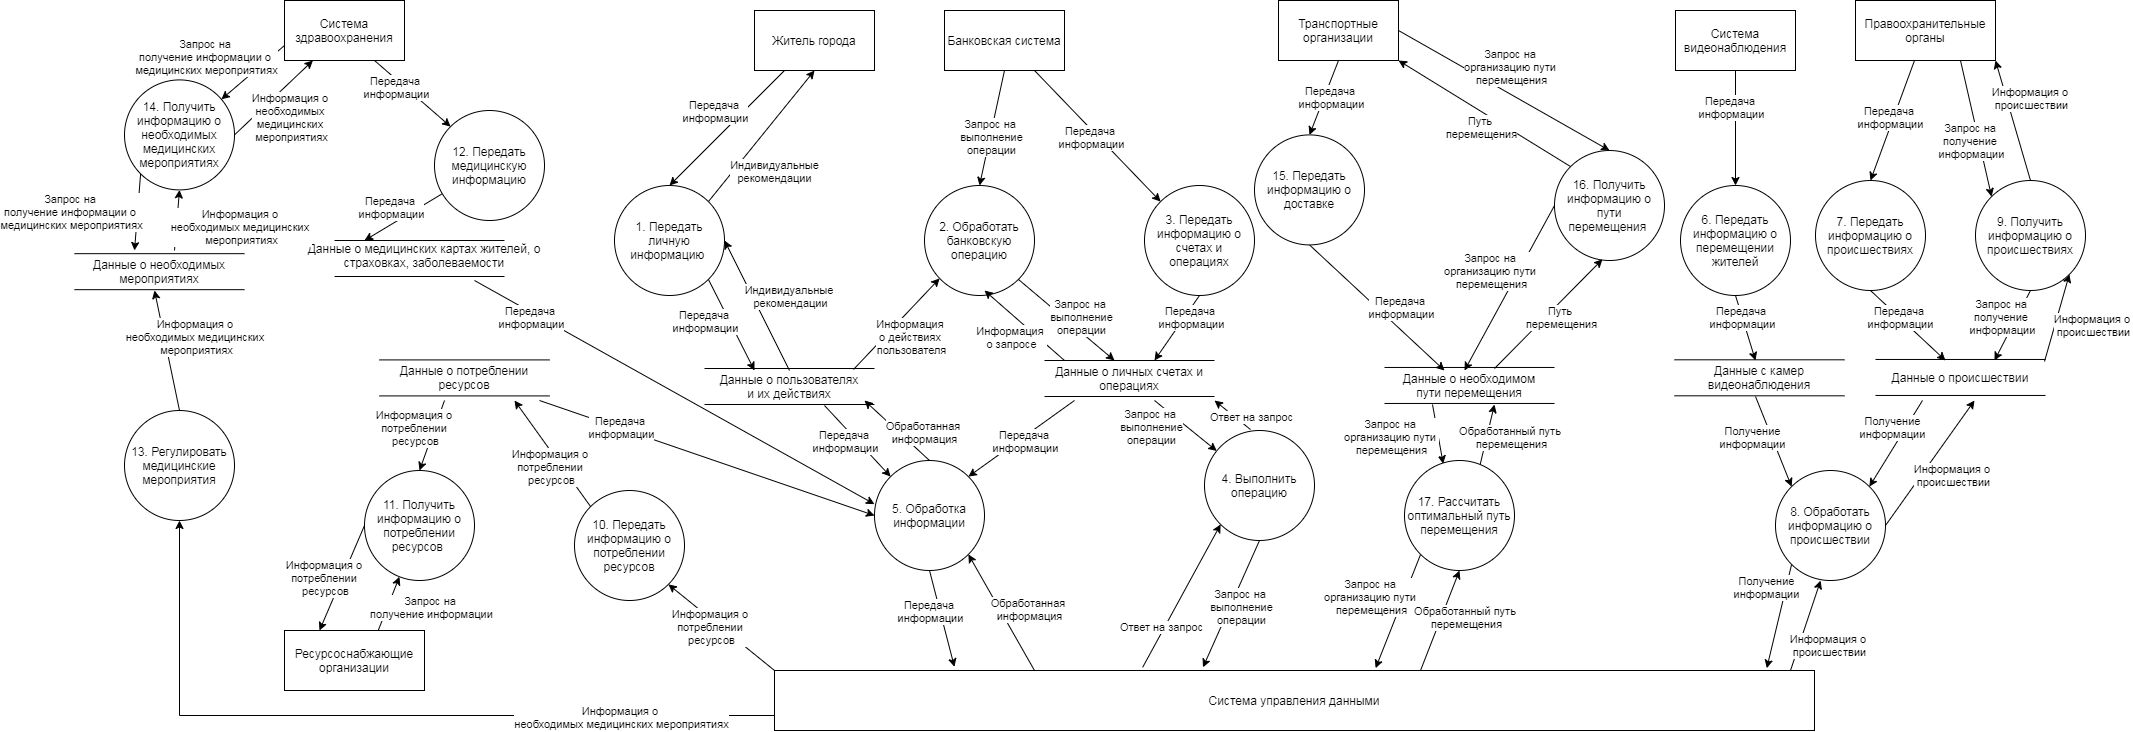 Система
здравоохранения
Житель города
Банковская система
Транспортные
организации
Система
видеонаблюдения
Правоохранительные
органы
Запрос на
получение информации о
медицинских мероприятиях
Информация о
необходимых
медицинских
мероприятиях
Передача
информации
14. Получить
информацию о
необходимых
медицинских
мероприятиях
12. Передать
медицинскую
информацию
Передача
информации
Индивидуальные
рекомендации
Запрос на
выполнение
операции
Передача
информации
Передача
информации
Запрос на
организацию пути
перемещения
Путь
перемещения
Передача
информации
Передача
информации
Запрос на
получение
информации
Информация о
происшествии
Запрос на
получение информации о
медицинских мероприятиях
Информация о
необходимых медицинских
мероприятиях
Передача
информации
1. Передать
личную
информацию
2. Обработать
банковскую
операцию
3. Передать
информацию о
счетах и
операциях
15. Передать
информацию о
доставке
16. Получить
информацию о
пути
перемещения
6. Передать
информацию о
перемещении
жителей
7. Передать
информацию о
происшествиях
9. Получить
информацию о
происшествиях
Данные о необходимых
мероприятиях
Данные о медицинских картах жителей, о
страховках, заболеваемости
Информация о
необходимых медицинских
мероприятиях
Передача
информации
Передача
информации
Индивидуальные
рекомендации
Информация
о действиях
пользователя
Информация
о запросе
Запрос на
выполнение
операции
Передача
информации
Передача
информации
Запрос на
организацию пути
перемещения
Путь
перемещения
Передача
информации
Передача
информации
Запрос на
получение
информации
Информация о
происшествии
Данные о потреблении
ресурсов
Данные о пользователях
и их действиях
Данные о личных счетах и
операциях
Данные о необходимом
пути перемещения
Данные с камер
видеонаблюдения
Данные о происшествии
Информация о
потреблении
ресурсов
Информация о
потреблении
ресурсов
Передача
информации
Передача
информации
Обработанная
информация
Передача
информации
Запрос на
выполнение
операции
Ответ на запрос
Запрос на
организацию пути
перемещения
Обработанный путь
перемещения
Получение
информации
Получение
информации
Информация о
происшествии
13. Регулировать
медицинские
мероприятия
11. Получить
информацию о
потреблении
ресурсов
10. Передать
информацию о
потреблении
ресурсов
5. Обработка
информации
4. Выполнить
операцию
17. Рассчитать
оптимальный путь
перемещения
8. Обработать
информацию о
происшествии
Информация о
потреблении
ресурсов
Запрос на
получение информации
Информация о
потреблении
ресурсов
Передача
информации
Обработанная
информация
Ответ на запрос
Запрос на
выполнение
операции
Запрос на
организацию пути
перемещения
Обработанный путь
перемещения
Получение
информации
Информация о
происшествии
Ресурсоснабжающие
организации
Информация о
необходимых медицинских мероприятиях
Система управления данными